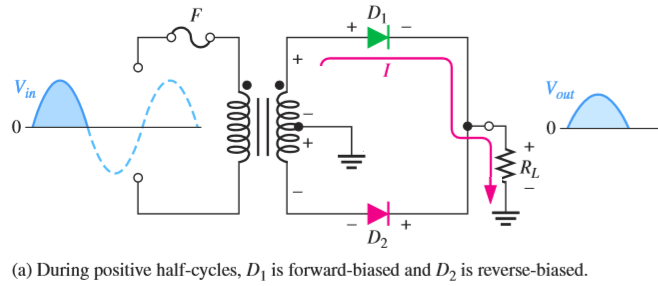 F
D₁
+ −
I
V_in
0
+
−
+
−
V_out
0
+
R_L
−
− +
D₂
(a) During positive half-cycles, D₁ is forward-biased and D₂ is reverse-biased.